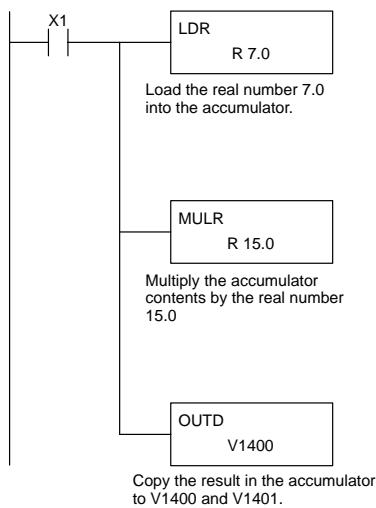 X1
LDR
R 7.0
Load the real number 7.0
into the accumulator.
MULR
R 15.0
Multiply the accumulator
contents by the real number
15.0
OUTD
V1400
Copy the result in the accumulator
to V1400 and V1401.